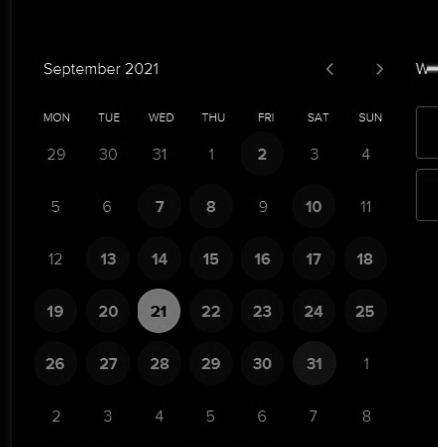 September 2021 < > W
MON TUE WED THU FRI SAT SUN
29 30 31 1 2 3 4
5 6 7 8 9 10 11
12 13 14 15 16 17 18
19 20 21 22 23 24 25
26 27 28 29 30 31 1
2 3 4 5 6 7 8